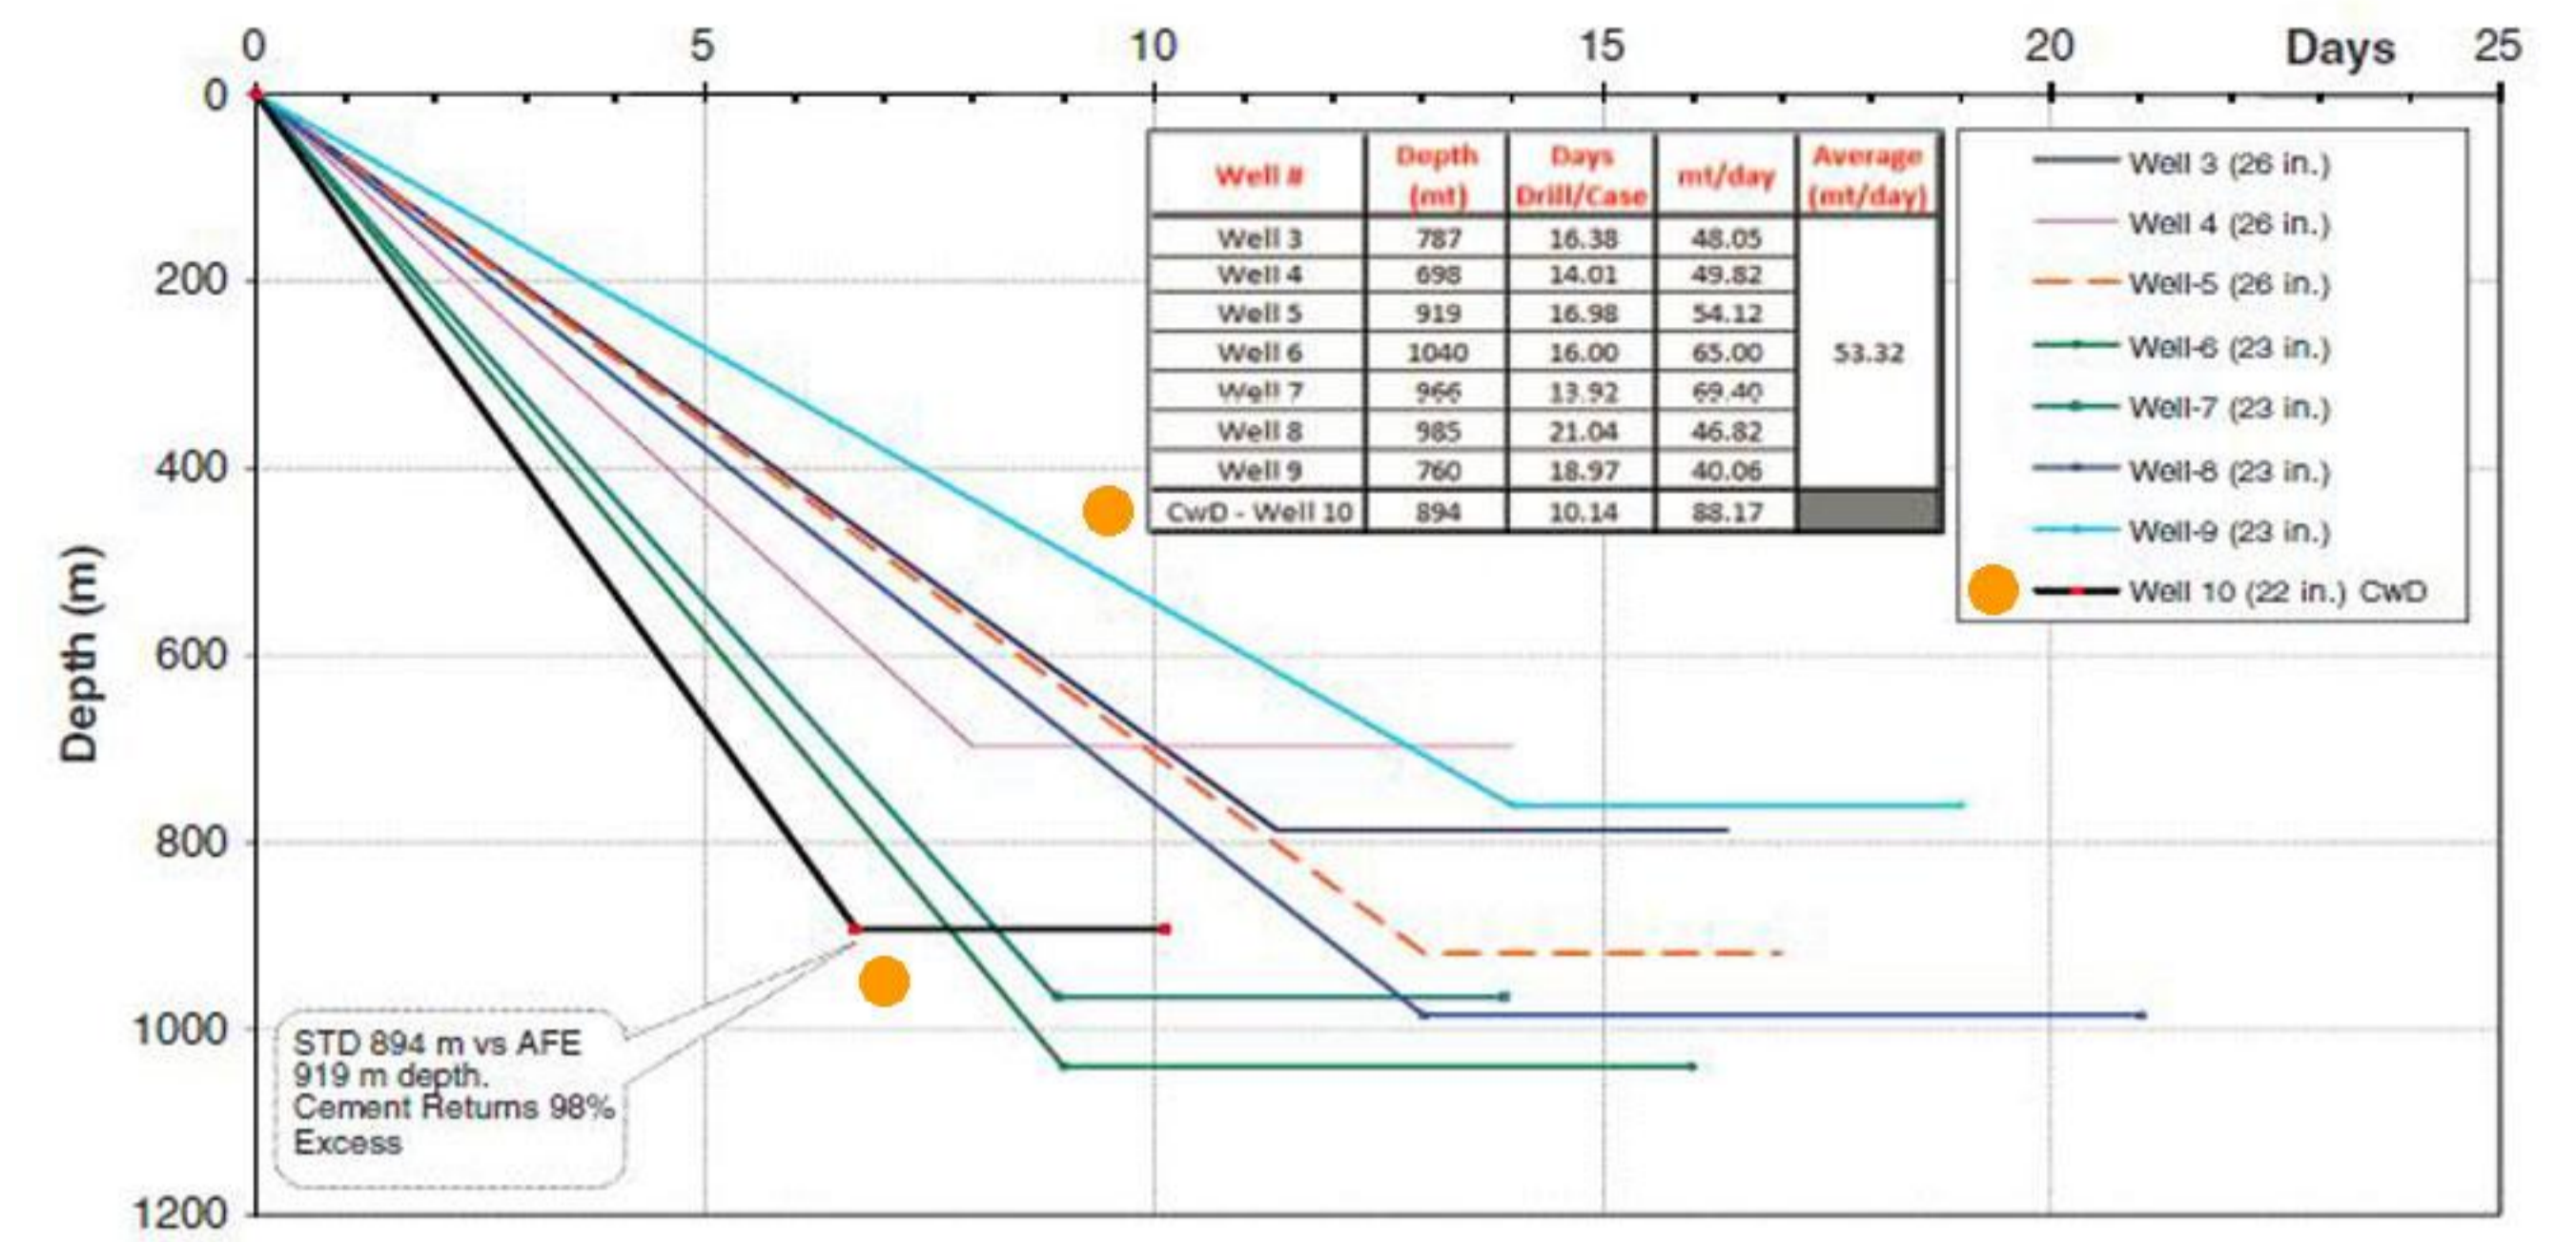 0 5 10 15 20 Days 25
0
200
400
600
800
1000
1200
Depth (m)
Well # Depth (mt) Days Drill/Case mt/day Average (mt/day)
Well 3 787 16.38 48.05
Well 4 698 14.01 49.82
Well 5 919 16.98 54.12
Well 6 1040 16.00 65.00 53.32
Well 7 966 13.92 69.40
Well 8 985 21.04 46.82
Well 9 760 18.97 40.06
CwD - Well 10 894 10.14 88.17
Well 3 (26 in.)
Well 4 (26 in.)
Well-5 (26 in.)
Well-6 (23 in.)
Well-7 (23 in.)
Well-8 (23 in.)
Well-9 (23 in.)
Well 10 (22 in.) CwD
STD 894 m vs AFE
919 m depth.
Cement Returns 98%
Excess